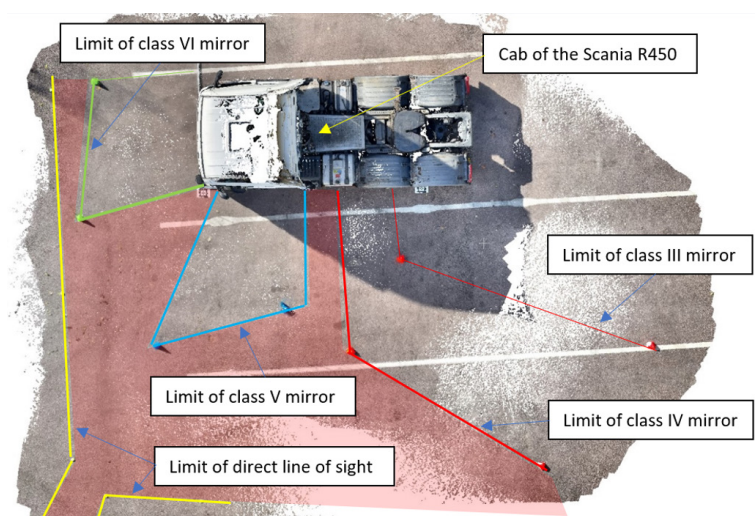 Limit of class VI mirror
Cab of the Scania R450
Limit of class III mirror
Limit of class V mirror
Limit of class IV mirror
Limit of direct line of sight